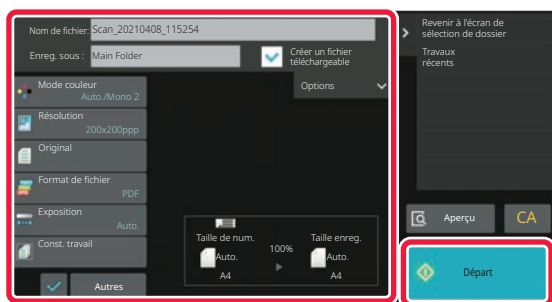 Nom de fichier: Scan_20210408_115254
Enreg. sous : Main Folder
Créer un fichier
téléchargeable
Options
Mode couleur
Auto./Mono 2
Résolution
200x200ppp
Original
Format de fichier
PDF
Exposition
Auto.
Const. travail
Autres
Taille de num.
100%
Taille enreg.
Auto.
Auto.
A4
A4
Revenir à l'écran de
sélection de dossier
Travaux
récents
Aperçu
CA
Départ